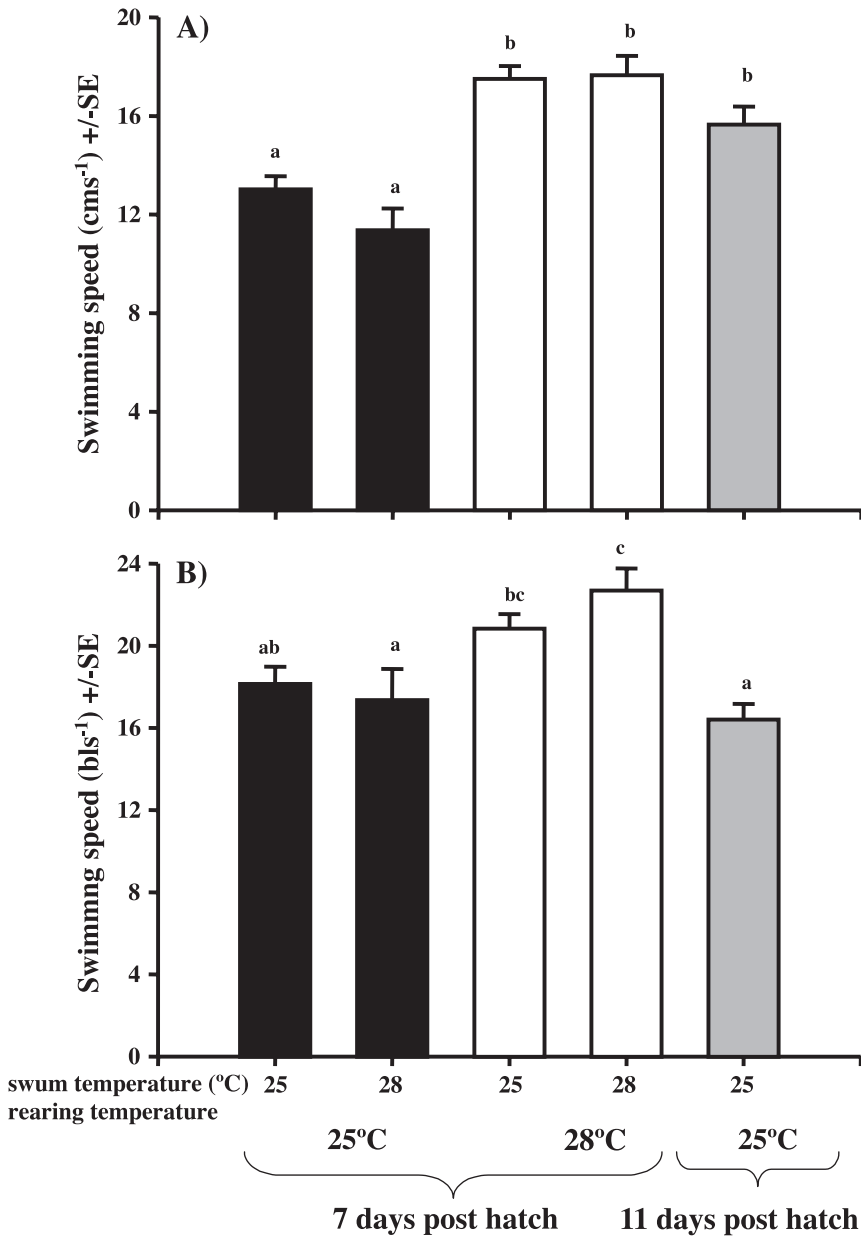 A)
Swimming speed (cms⁻¹) +/-SE
20
16
12
8
4
0
a
a
b
b
b
B)
Swimmng speed (bls⁻¹) +/-SE
24
20
16
12
8
4
0
ab
a
bc
c
a
swum temperature (ºC) 25 28 25 28 25
rearing temperature
25ºC 28ºC 25ºC
7 days post hatch 11 days post hatch